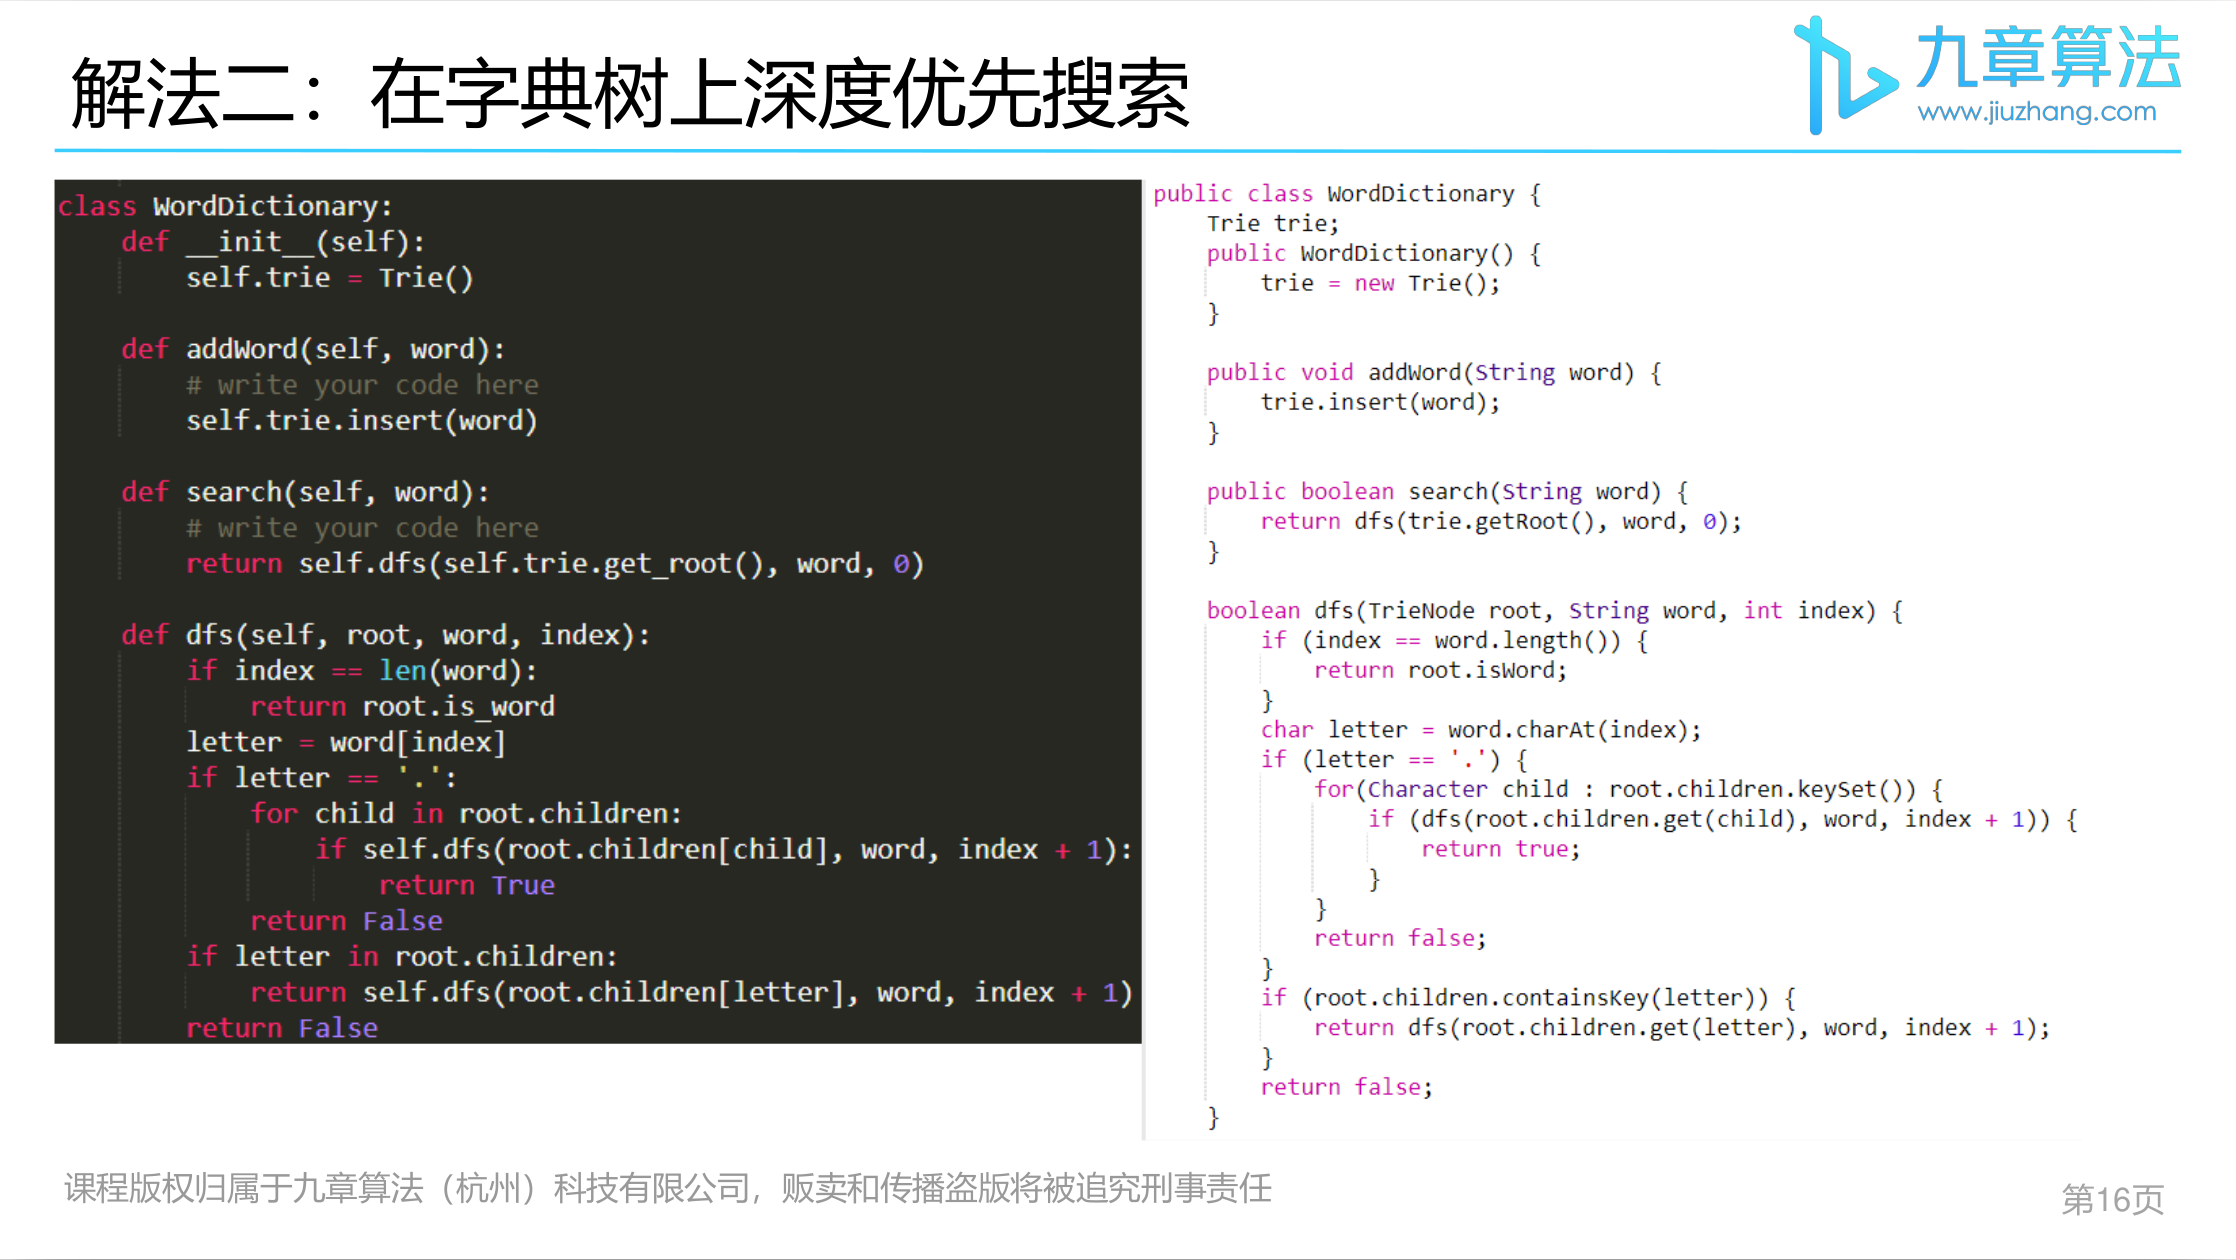 解法二：在字典树上深度优先搜索
九章算法
www.jiuzhang.com
class WordDictionary:
    def __init__(self):
        self.trie = Trie()

    def addWord(self, word):
        # write your code here
        self.trie.insert(word)

    def search(self, word):
        # write your code here
        return self.dfs(self.trie.get_root(), word, 0)

    def dfs(self, root, word, index):
        if index == len(word):
            return root.is_word
        letter = word[index]
        if letter == '.':
            for child in root.children:
                if self.dfs(root.children[child], word, index + 1):
                    return True
            return False
        if letter in root.children:
            return self.dfs(root.children[letter], word, index + 1)
        return False
public class WordDictionary {
    Trie trie;
    public WordDictionary() {
        trie = new Trie();
    }

    public void addWord(String word) {
        trie.insert(word);
    }

    public boolean search(String word) {
        return dfs(trie.getRoot(), word, 0);
    }

    boolean dfs(TrieNode root, String word, int index) {
        if (index == word.length()) {
            return root.isWord;
        }
        char letter = word.charAt(index);
        if (letter == '.') {
            for(Character child : root.children.keySet()) {
                if (dfs(root.children.get(child), word, index + 1)) {
                    return true;
                }
            }
            return false;
        }
        if (root.children.containsKey(letter)) {
            return dfs(root.children.get(letter), word, index + 1);
        }
        return false;
    }
课程版权归属于九章算法（杭州）科技有限公司，贩卖和传播盗版将被追究刑事责任
第16页